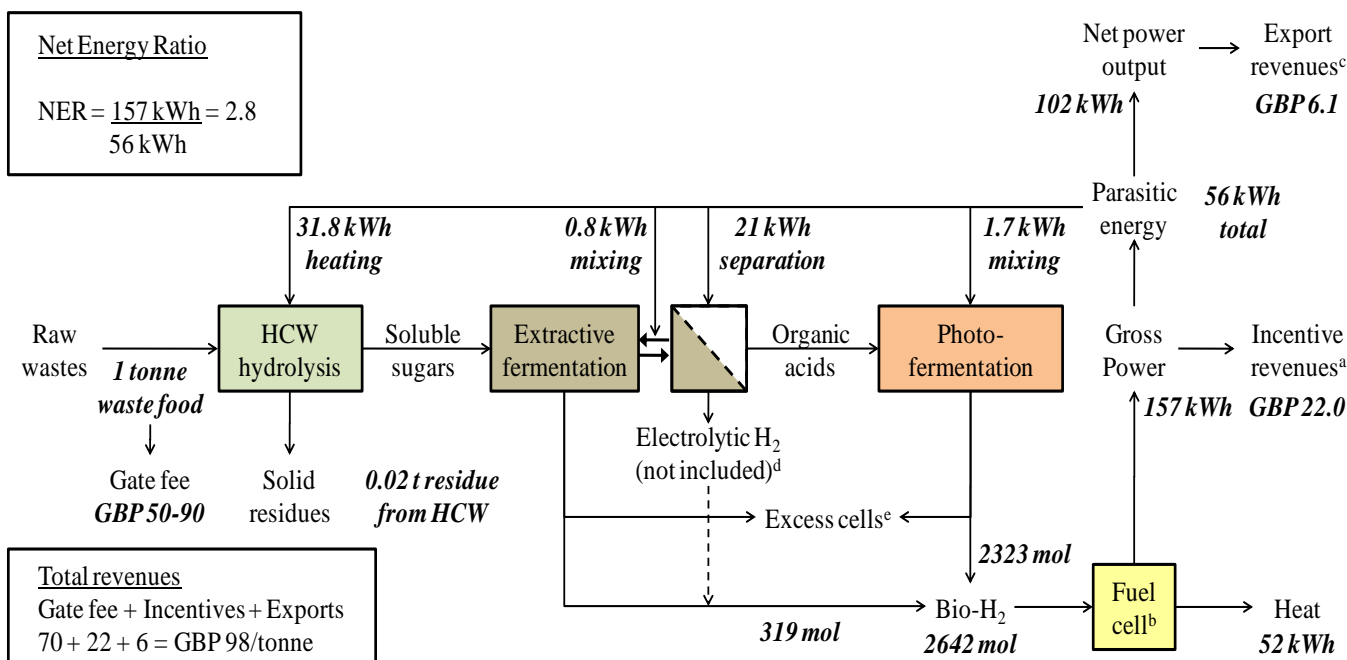 Net Energy Ratio
NER = 157 kWh = 2.8
56 kWh
Net power
output
102 kWh
Export
revenuesᶜ
GBP 6.1
Parasitic
energy
56 kWh
total
31.8 kWh
heating
0.8 kWh
mixing
21 kWh
separation
1.7 kWh
mixing
Raw
wastes
1 tonne
waste food
HCW
hydrolysis
Soluble
sugars
Extractive
fermentation
Organic
acids
Photo-
fermentation
Gross
Power
157 kWh
Incentive
revenuesᵃ
GBP 22.0
Gate fee
GBP 50-90
Solid
residues
0.02 t residue
from HCW
Electrolytic H₂
(not included)ᵈ
Excess cellsᵉ
2323 mol
319 mol
Bio-H₂
2642 mol
Fuel
cellᵇ
Heat
52 kWh
Total revenues
Gate fee + Incentives + Exports
70 + 22 + 6 = GBP 98/tonne